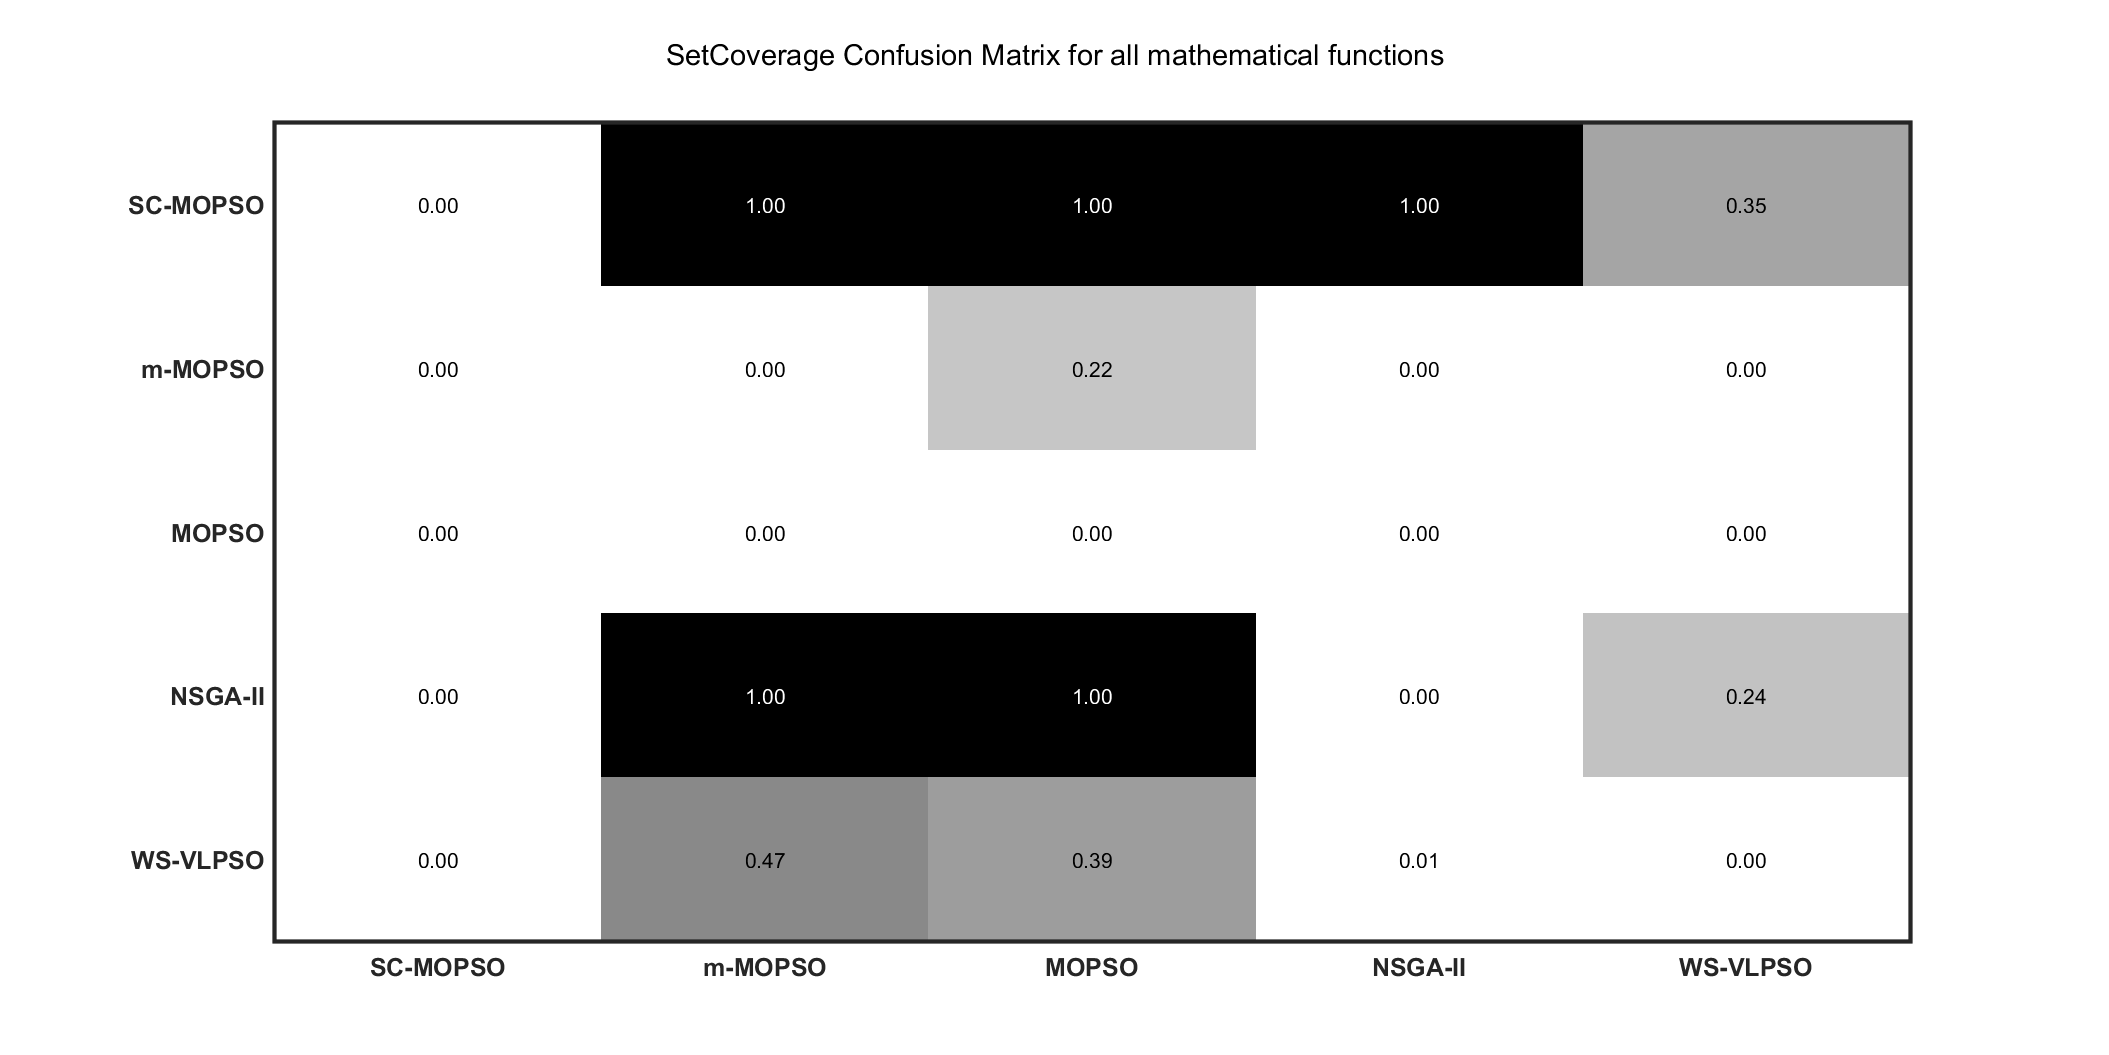 SetCoverage Confusion Matrix for all mathematical functions
SC-MOPSO 0.00 1.00 1.00 1.00 0.35
m-MOPSO 0.00 0.00 0.22 0.00 0.00
MOPSO 0.00 0.00 0.00 0.00 0.00
NSGA-II 0.00 1.00 1.00 0.00 0.24
WS-VLPSO 0.00 0.47 0.39 0.01 0.00
SC-MOPSO m-MOPSO MOPSO NSGA-II WS-VLPSO